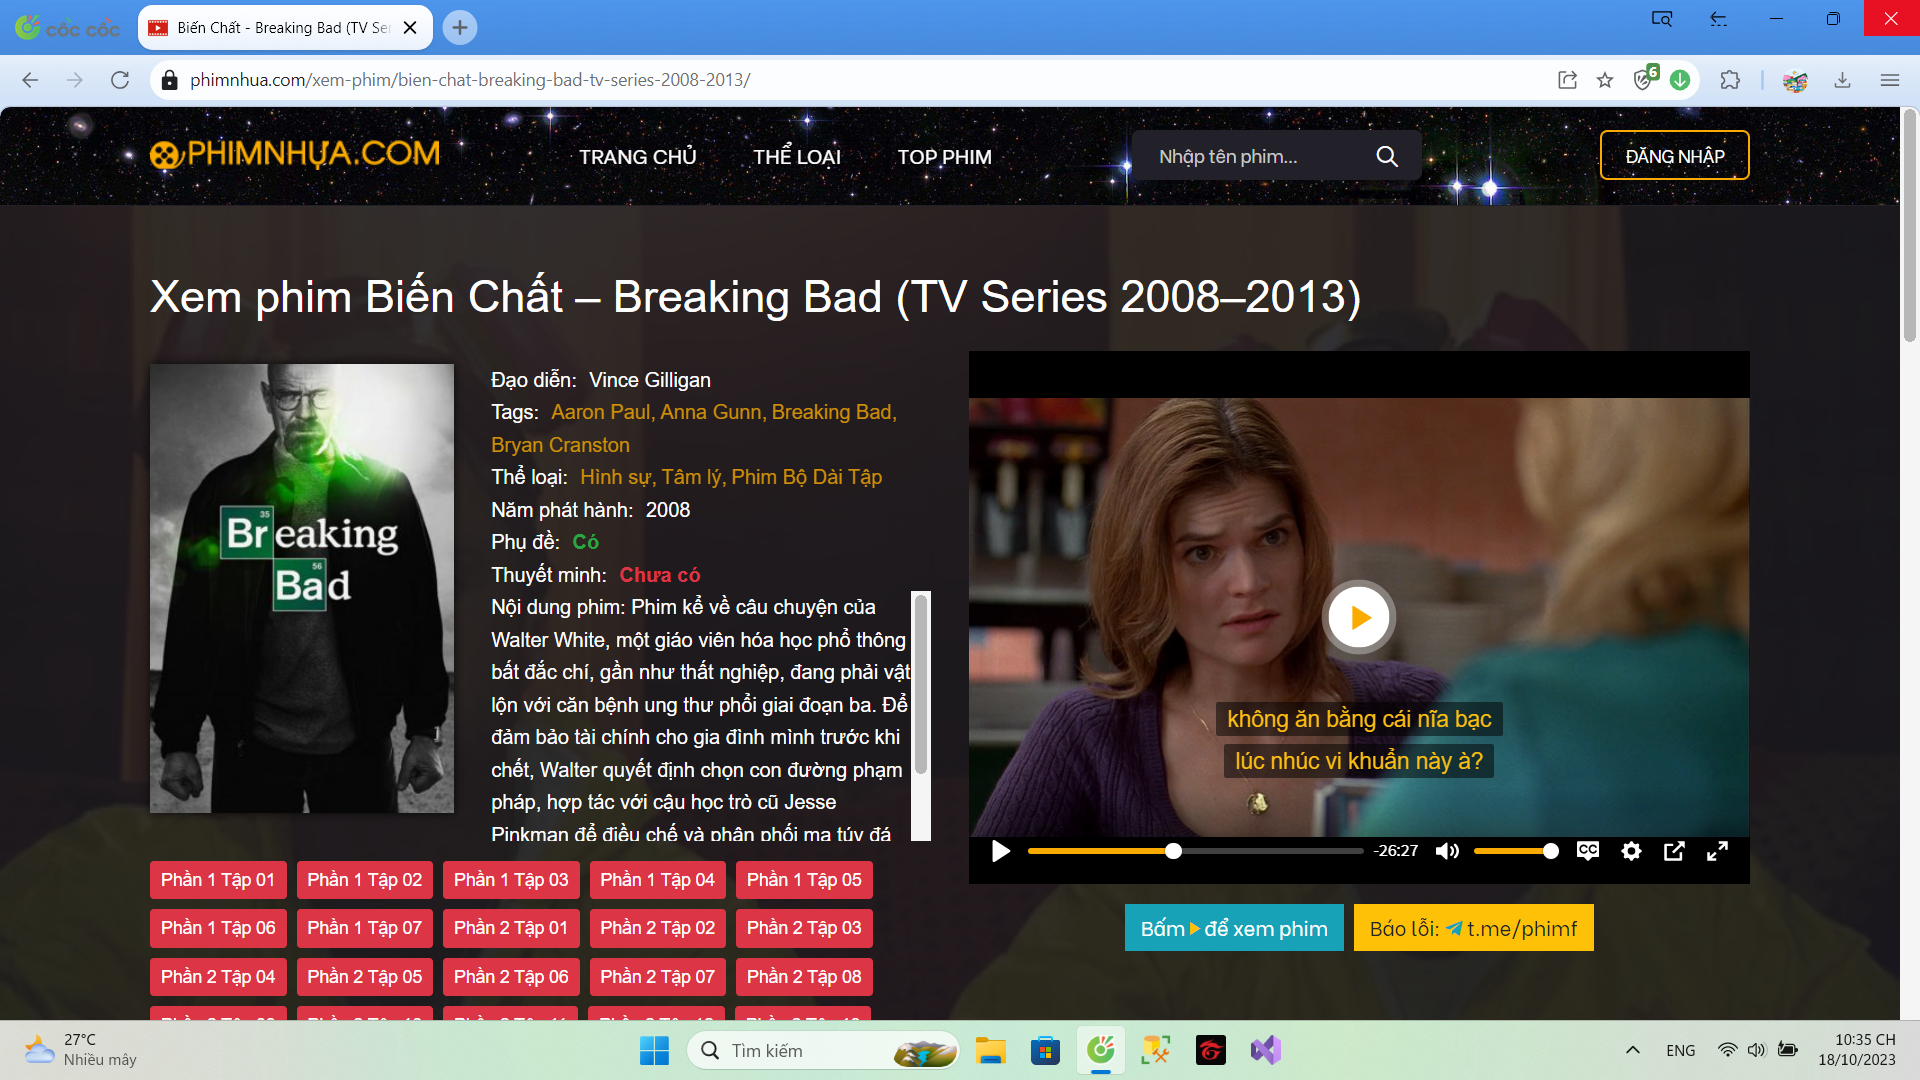 cốc cốc
Biến Chất - Breaking Bad (TV Ser
phimnhua.com/xem-phim/bien-chat-breaking-bad-tv-series-2008-2013/
6
PHIMNHỰA.COM
TRANG CHỦ
THỂ LOẠI
TOP PHIM
Nhập tên phim...
ĐĂNG NHẬP
Xem phim Biến Chất – Breaking Bad (TV Series 2008–2013)
35
Breaking
56
Bad
Đạo diễn: Vince Gilligan
Tags: Aaron Paul, Anna Gunn, Breaking Bad,
Bryan Cranston
Thể loại: Hình sự, Tâm lý, Phim Bộ Dài Tập
Năm phát hành: 2008
Phụ đề: Có
Thuyết minh: Chưa có
Nội dung phim: Phim kể về câu chuyện của
Walter White, một giáo viên hóa học phổ thông
bất đắc chí, gần như thất nghiệp, đang phải vật
lộn với căn bệnh ung thư phổi giai đoạn ba. Để
đảm bảo tài chính cho gia đình mình trước khi
chết, Walter quyết định chọn con đường phạm
pháp, hợp tác với cậu học trò cũ Jesse
Pinkman để điều chế và phân phối ma túy đá
không ăn bằng cái nĩa bạc
lúc nhúc vi khuẩn này à?
-26:27
CC
Bấm để xem phim
Báo lỗi: t.me/phimf
Phần 1 Tập 01
Phần 1 Tập 02
Phần 1 Tập 03
Phần 1 Tập 04
Phần 1 Tập 05
Phần 1 Tập 06
Phần 1 Tập 07
Phần 2 Tập 01
Phần 2 Tập 02
Phần 2 Tập 03
Phần 2 Tập 04
Phần 2 Tập 05
Phần 2 Tập 06
Phần 2 Tập 07
Phần 2 Tập 08
27°C
Nhiều mây
Tìm kiếm
ENG
10:35 CH
18/10/2023